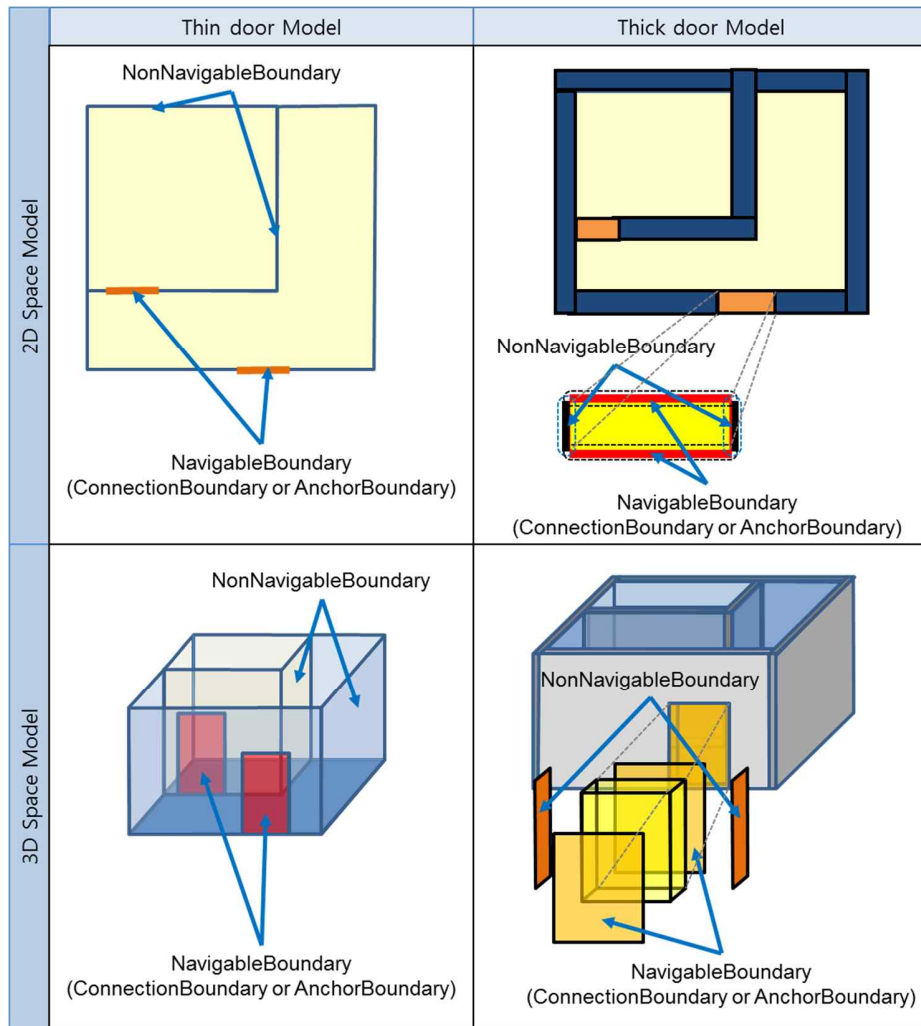 Thin door Model
Thick door Model
2D Space Model
NonNavigableBoundary
NavigableBoundary
(ConnectionBoundary or AnchorBoundary)
NonNavigableBoundary
NavigableBoundary
(ConnectionBoundary or AnchorBoundary)
3D Space Model
NonNavigableBoundary
NavigableBoundary
(ConnectionBoundary or AnchorBoundary)
NonNavigableBoundary
NavigableBoundary
(ConnectionBoundary or AnchorBoundary)